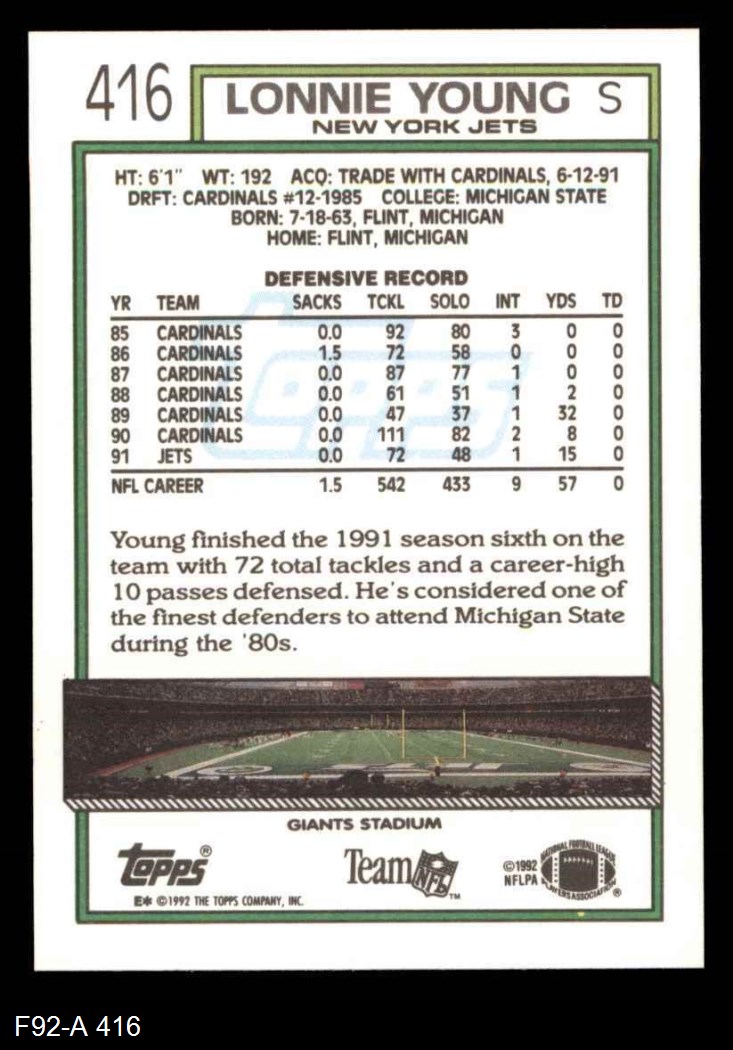 416
LONNIE YOUNG S
NEW YORK JETS
HT: 6'1" WT: 192 ACQ: TRADE WITH CARDINALS, 6-12-91
DRFT: CARDINALS #12-1985 COLLEGE: MICHIGAN STATE
BORN: 7-18-63, FLINT, MICHIGAN
HOME: FLINT, MICHIGAN
DEFENSIVE RECORD
YR TEAM SACKS TCKL SOLO INT YDS TD
85 CARDINALS 0.0 92 80 3 0 0
86 CARDINALS 1.5 72 58 0 0 0
87 CARDINALS 0.0 87 77 1 0 0
88 CARDINALS 0.0 61 51 1 2 0
89 CARDINALS 0.0 47 37 1 32 0
90 CARDINALS 0.0 111 82 2 8 0
91 JETS 0.0 72 48 1 15 0
NFL CAREER 1.5 542 433 9 57 0
topps
Young finished the 1991 season sixth on the
team with 72 total tackles and a career-high
10 passes defensed. He's considered one of
the finest defenders to attend Michigan State
during the '80s.
GIANTS STADIUM
topps®
E* ©1992 THE TOPPS COMPANY, INC.
Team NFL™
©1992
NFLPA
NATIONAL FOOTBALL LEAGUE
PLAYERS ASSOCIATION ®
F92-A 416